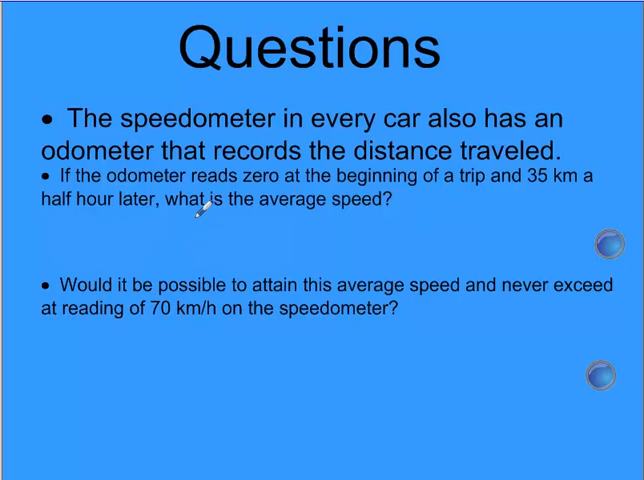 Questions
• The speedometer in every car also has an
odometer that records the distance traveled.
• If the odometer reads zero at the beginning of a trip and 35 km a
half hour later, what is the average speed?
• Would it be possible to attain this average speed and never exceed
at reading of 70 km/h on the speedometer?